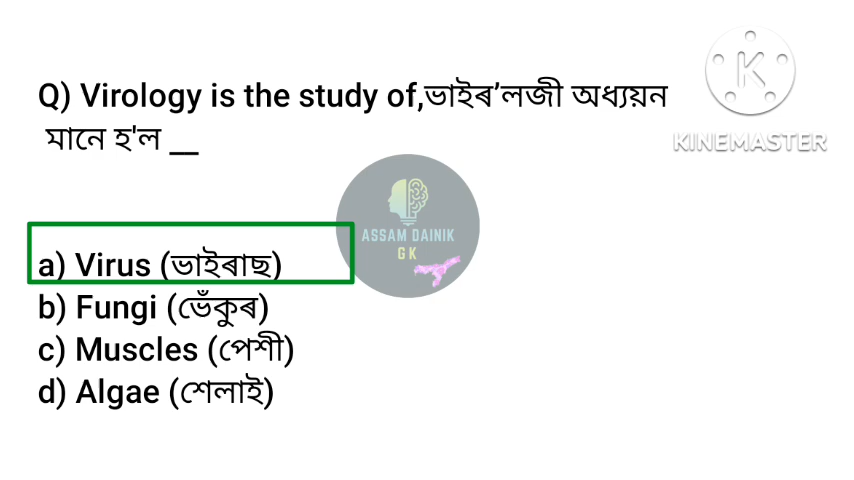 Q) Virology is the study of,ভাইৰ’লজী অধ্যয়ন
মানে হ'ল __
KINEMASTER
ASSAM DAINIK
GK
a) Virus (ভাইৰাছ)
b) Fungi (ভেঁকুৰ)
c) Muscles (পেশী)
d) Algae (শেলাই)